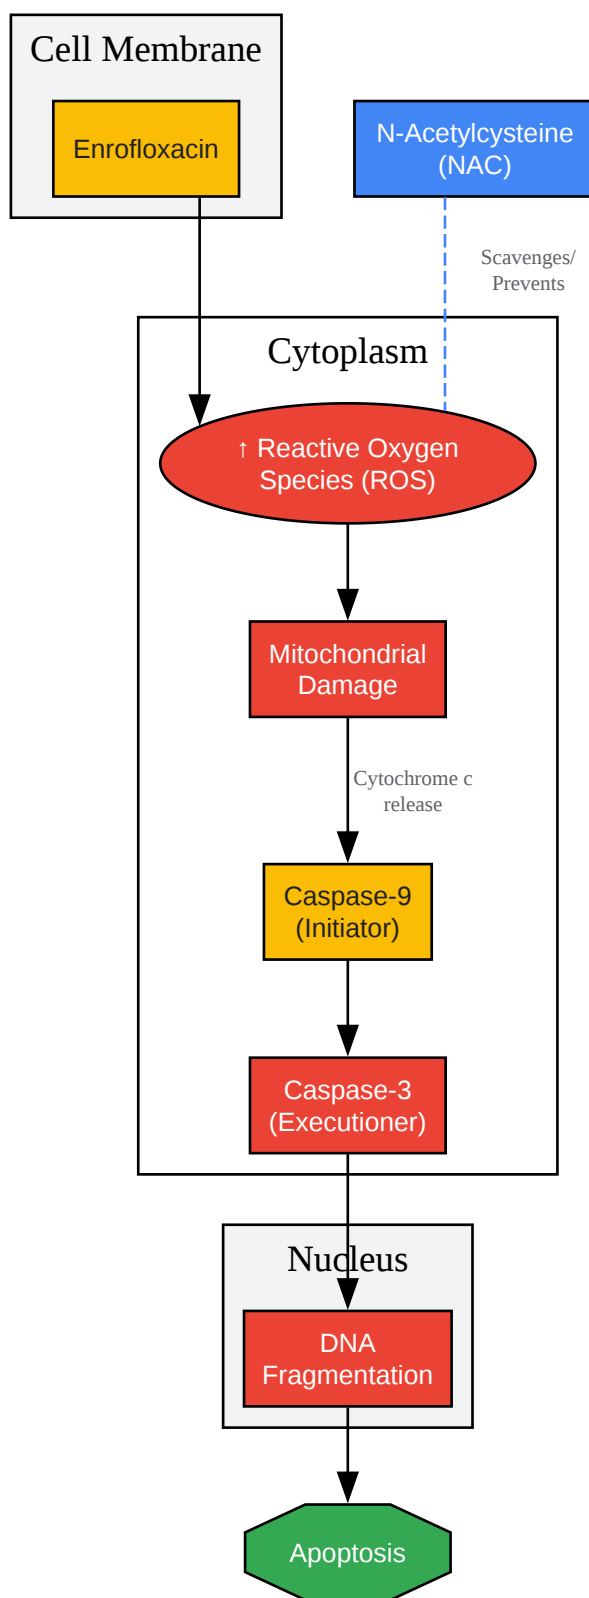 Cell Membrane
Enrofloxacin
N-Acetylcysteine
(NAC)
Scavenges/
Prevents
Cytoplasm
↑ Reactive Oxygen
Species (ROS)
Mitochondrial
Damage
Cytochrome c
release
Caspase-9
(Initiator)
Caspase-3
(Executioner)
Nucleus
DNA
Fragmentation
Apoptosis